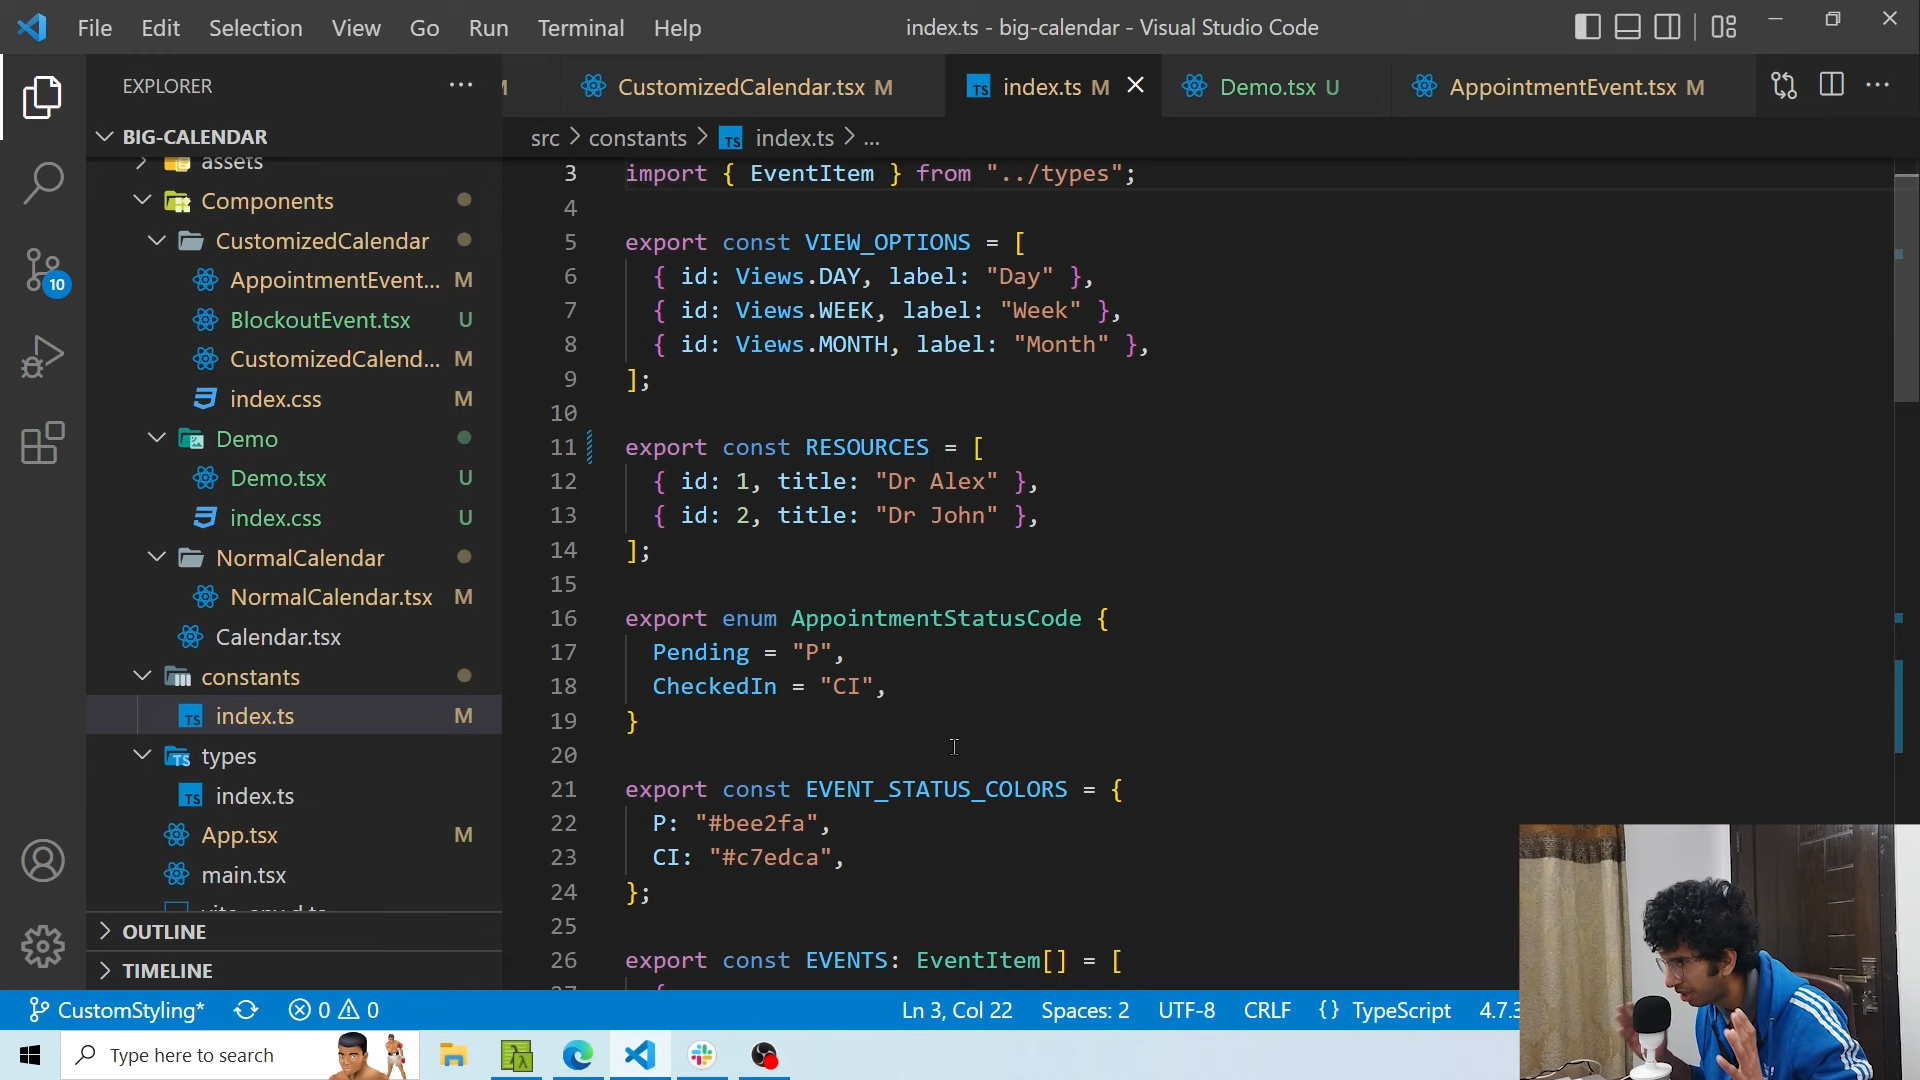 File Edit Selection View Go Run Terminal Help
index.ts - big-calendar - Visual Studio Code
EXPLORER
BIG-CALENDAR
assets
Components
CustomizedCalendar
AppointmentEvent... M
BlockoutEvent.tsx U
CustomizedCalend... M
index.css M
Demo
Demo.tsx U
index.css U
NormalCalendar
NormalCalendar.tsx M
Calendar.tsx
constants
index.ts M
types
index.ts
App.tsx M
main.tsx
OUTLINE
TIMELINE
10
M
CustomizedCalendar.tsx M
index.ts M
Demo.tsx U
AppointmentEvent.tsx M
src > constants > TS index.ts > ...
3 import { EventItem } from "../types";
4
5 export const VIEW_OPTIONS = [
6 { id: Views.DAY, label: "Day" },
7 { id: Views.WEEK, label: "Week" },
8 { id: Views.MONTH, label: "Month" },
9 ];
10
11 export const RESOURCES = [
12 { id: 1, title: "Dr Alex" },
13 { id: 2, title: "Dr John" },
14 ];
15
16 export enum AppointmentStatusCode {
17 Pending = "P",
18 CheckedIn = "CI",
19 }
20
21 export const EVENT_STATUS_COLORS = {
22 P: "#bee2fa",
23 CI: "#c7edca",
24 };
25
26 export const EVENTS: EventItem[] = [
CustomStyling* 0 0 Ln 3, Col 22 Spaces: 2 UTF-8 CRLF {} TypeScript 4.7.3
Type here to search